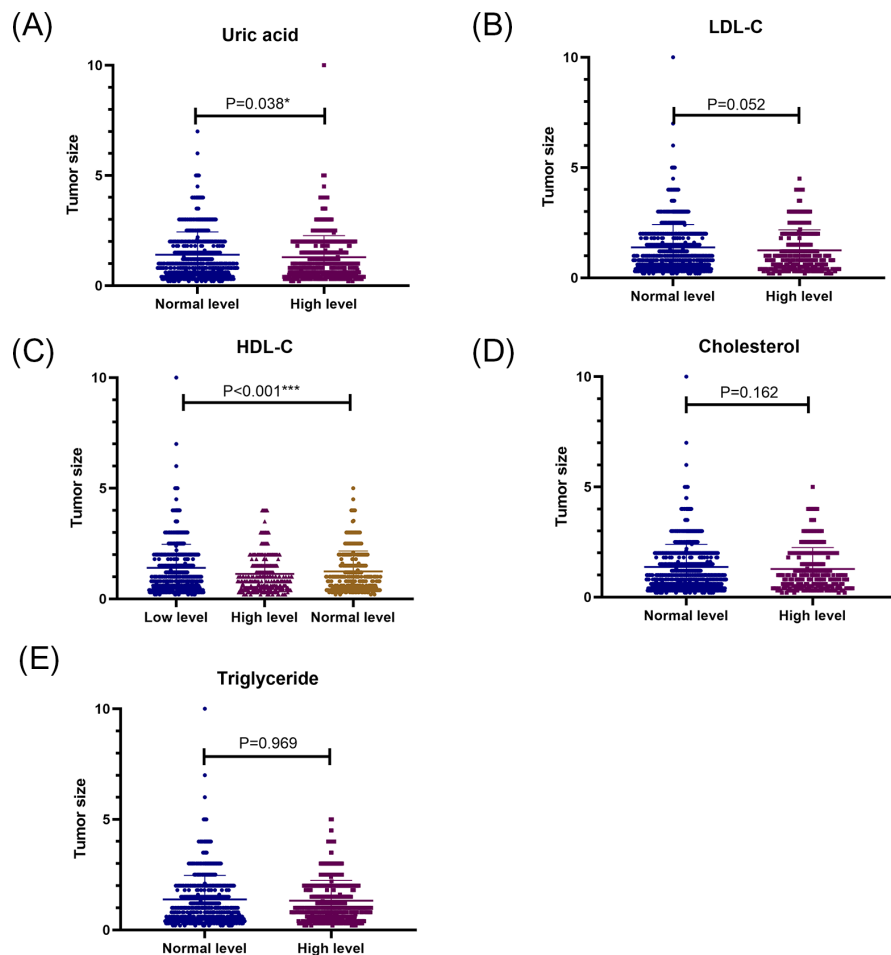 (A)
Uric acid
10
P=0.038*
Tumor size
5
0
Normal level
High level
(B)
LDL-C
10
P=0.052
Tumor size
5
0
Normal level
High level
(C)
HDL-C
10
P<0.001***
Tumor size
5
0
Low level
High level
Normal level
(D)
Cholesterol
10
P=0.162
Tumor size
5
0
Normal level
High level
(E)
Triglyceride
10
P=0.969
Tumor size
5
0
Normal level
High level